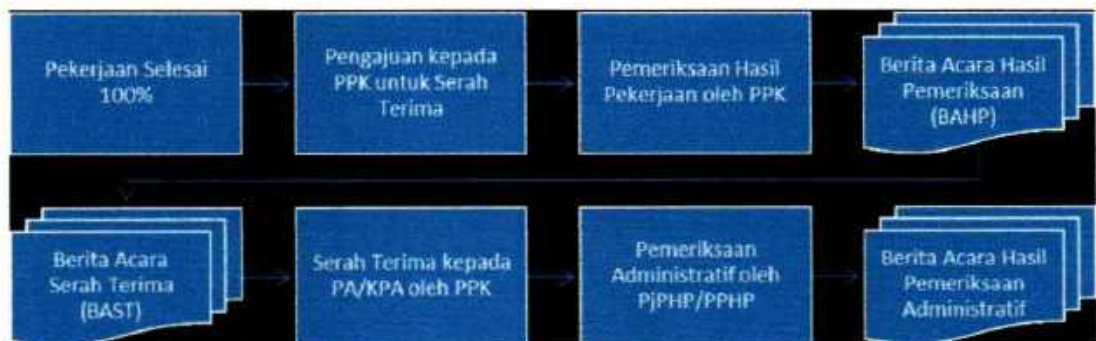 Pekerjaan Selesai
100%
Pengajuan kepada
PPK untuk Serah
Terima
Pemeriksaan Hasil
Pekerjaan oleh PPK
Berita Acara Hasil
Pemeriksaan
(BAHP)
Berita Acara
Serah Terima
(BAST)
Serah Terima kepada
PA/KPA oleh PPK
Pemeriksaan
Administratif oleh
PjPHP/PPHP
Berita Acara Hasil
Pemeriksaan
Administratif